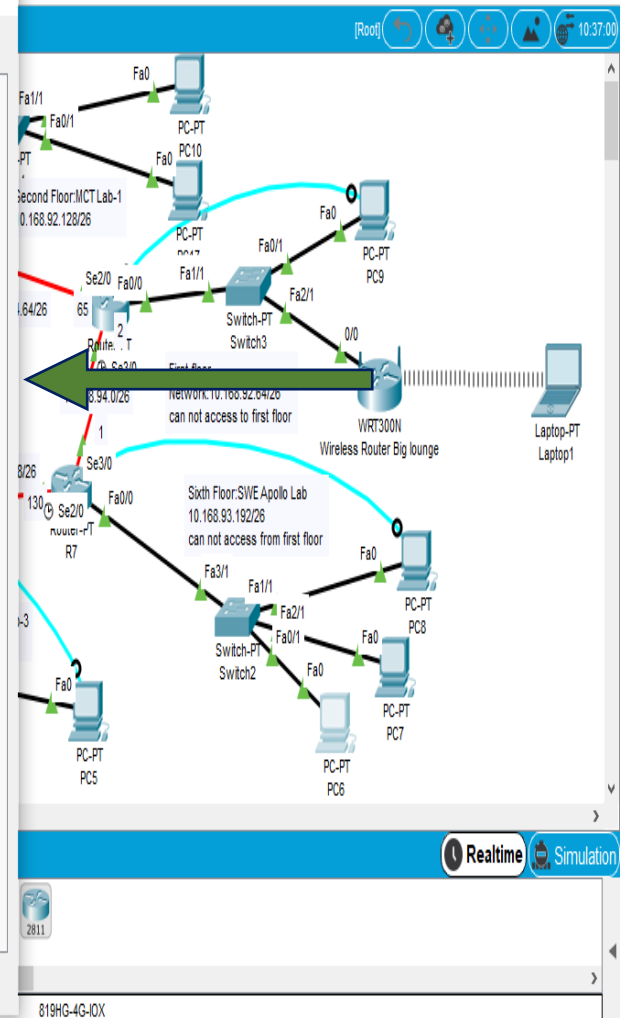 [Root]
10:37:00
Fa0
Fa1/1
Fa0/1
PC-PT
PC10
Fa0
-PT
Second Floor:MCT Lab-1
0.168.92.128/26
PC-PT
Fa0
Fa0/1
PC-PT
PC9
Se2/0
Fa0/0
Fa1/1
Fa2/1
.64/26
65
2
Switch-PT
Switch3
0/0
Se3/0
First floor
8.94.0/26
Network:10.168.92.64/26
can not access to first floor
WRT300N
Wireless Router Big lounge
Laptop-PT
Laptop1
1
Se3/0
8/26
130
Se2/0
Fa0/0
Router-PT
R7
Sixth Floor:SWE Apollo Lab
10.168.93.192/26
can not access from first floor
Fa0
PC-PT
PC8
Fa3/1
Fa1/1
Fa2/1
Fa0/1
Switch-PT
Switch2
Fa0
PC-PT
PC7
Fa0
PC-PT
PC6
-3
Fa0
PC-PT
PC5
Realtime
Simulation
2811
819HG-4G-IOX